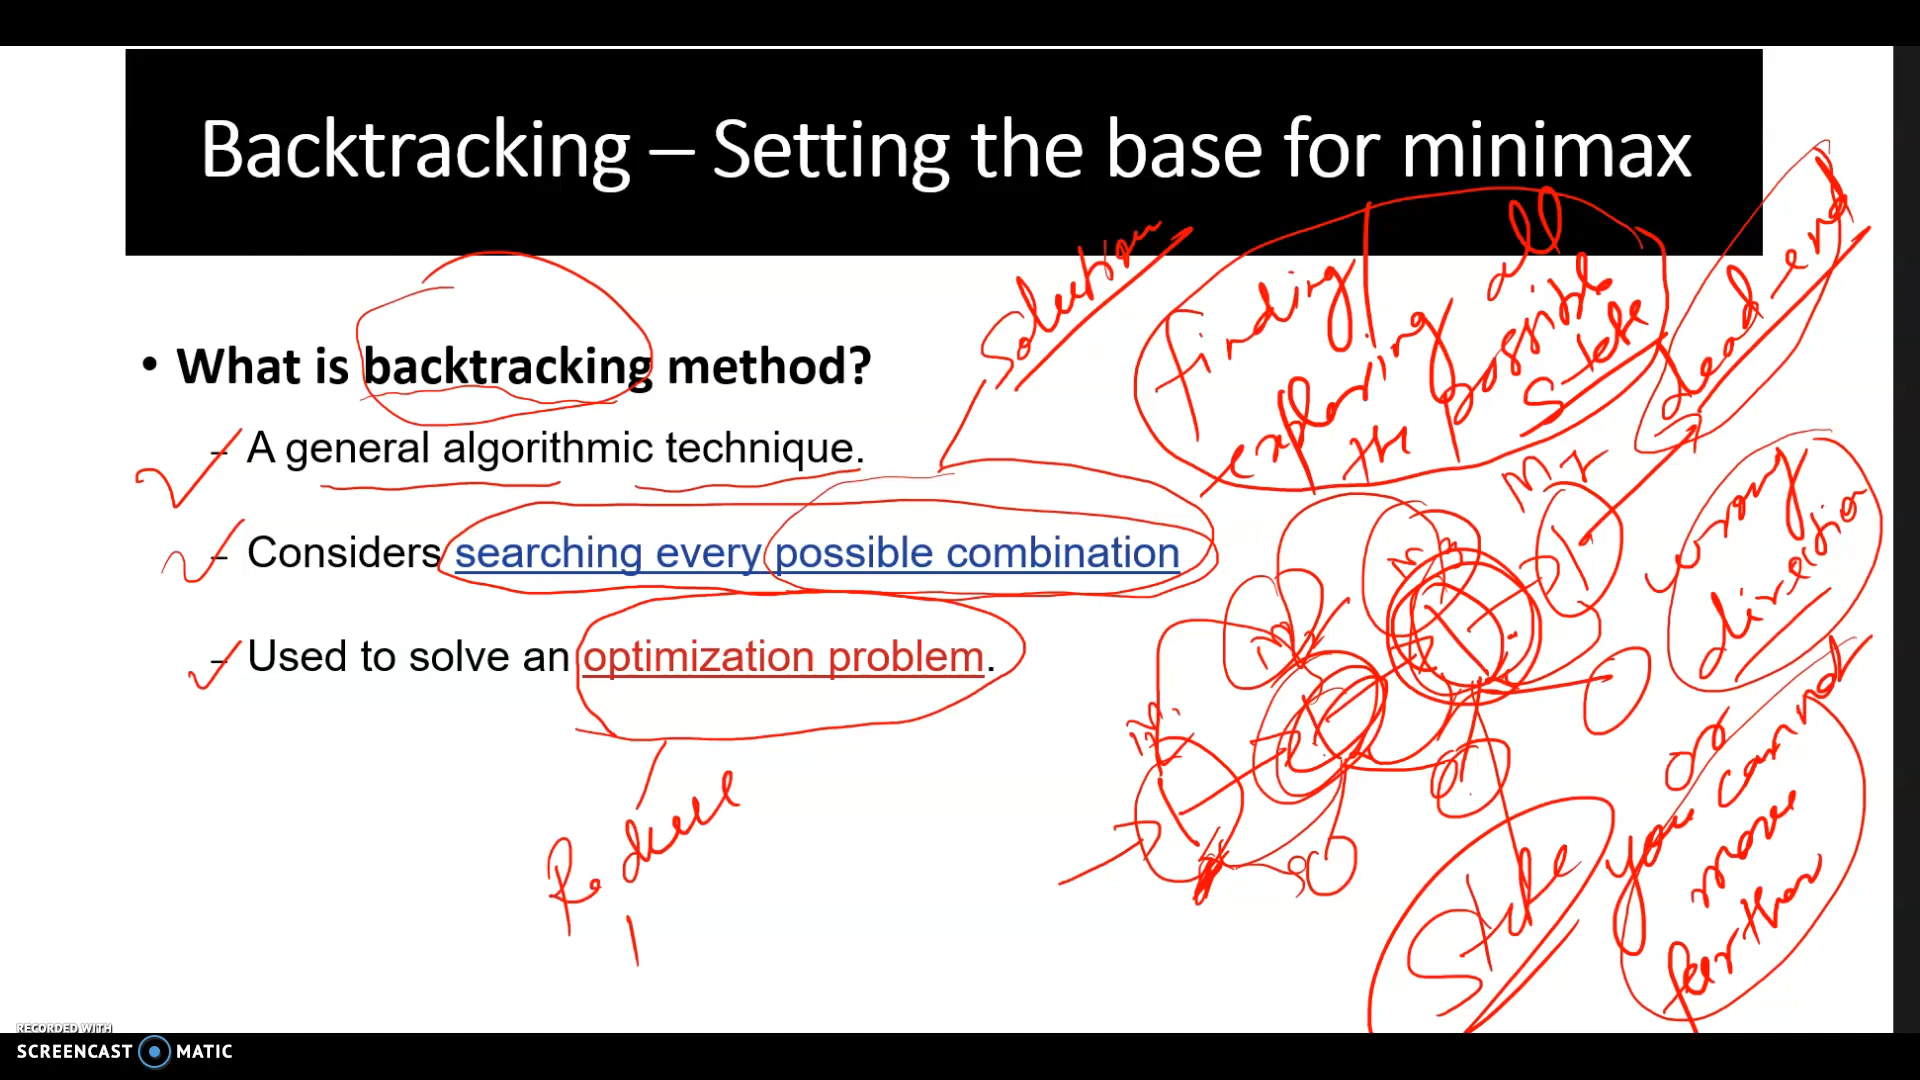 Backtracking – Setting the base for minimax
• What is backtracking method?
– A general algorithmic technique.
– Considers searching every possible combination
– Used to solve an optimization problem.
Solution
Finding
exploring all
the possible
State
dead-end
wrong
direction
or
you cannot
move
further
State
Reduce
RECORDED WITH
SCREENCAST MATIC